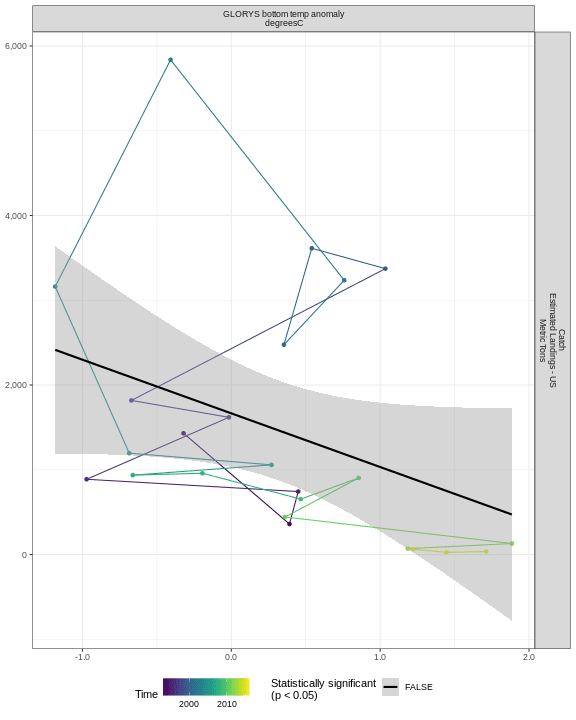 GLORYS bottom temp anomaly
degreesC
6,000
4,000
2,000
0
Catch
Estimated Landings - US
Metric Tons
-1.0
0.0
1.0
2.0
Time
2000
2010
Statistically significant
(p < 0.05)
FALSE